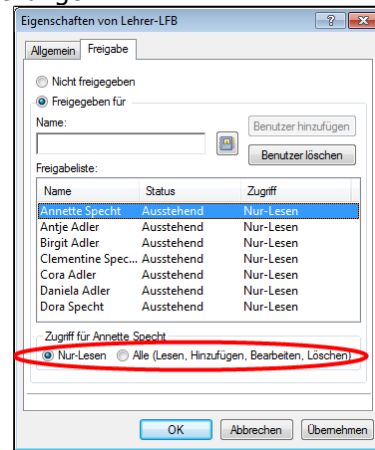 Eigenschaften von Lehrer-LFB
Allgemein Freigabe
Nicht freigegeben
Freigegeben für
Name:
Benutzer hinzufügen
Benutzer löschen
Freigabeliste:
Name Status Zugriff
Annette Specht Ausstehend Nur-Lesen
Antje Adler Ausstehend Nur-Lesen
Birgit Adler Ausstehend Nur-Lesen
Clementine Spec... Ausstehend Nur-Lesen
Cora Adler Ausstehend Nur-Lesen
Daniela Adler Ausstehend Nur-Lesen
Dora Specht Ausstehend Nur-Lesen
Zugriff für Annette Specht
Nur-Lesen Alle (Lesen, Hinzufügen, Bearbeiten, Löschen)
OK Abbrechen Übernehmen